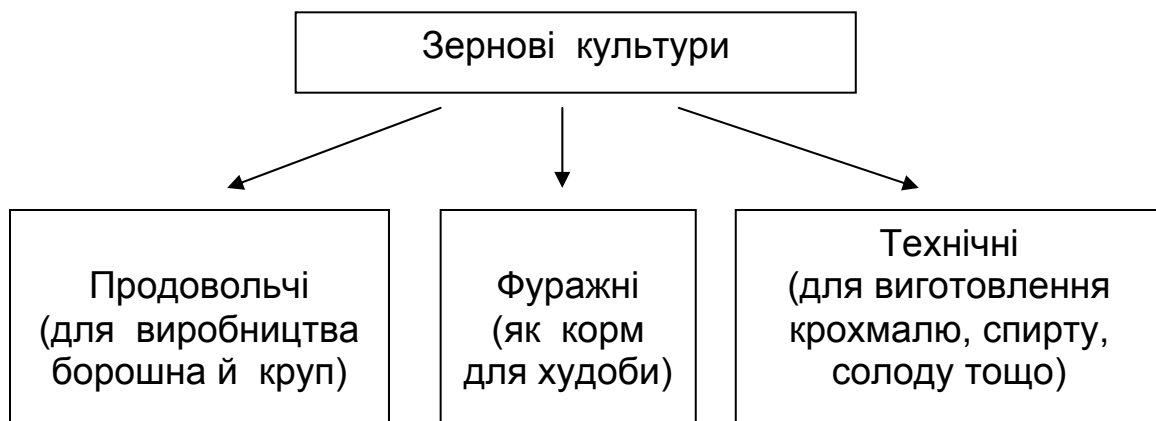 Зернові культури
Продовольчі
(для виробництва
борошна й круп)
Фуражні
(як корм
для худоби)
Технічні
(для виготовлення
крохмалю, спирту,
солоду тощо)